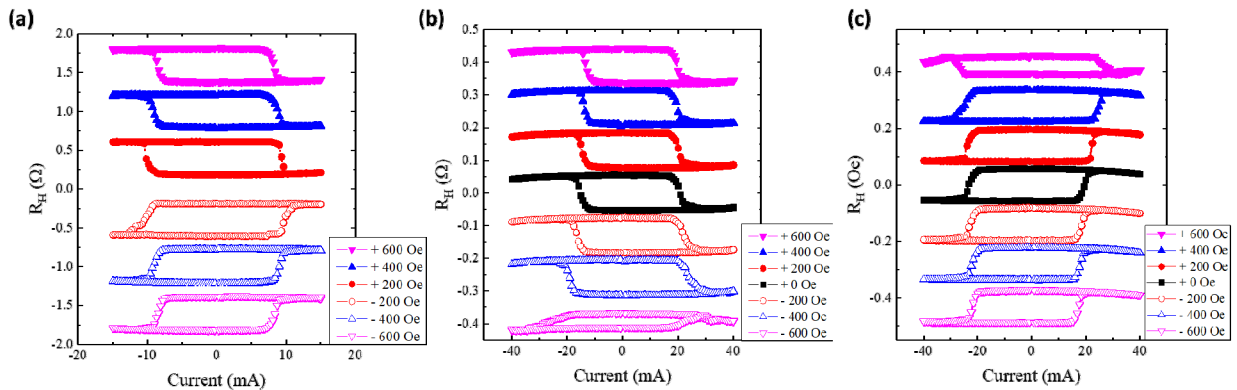 (a)
2.0
1.5
1.0
0.5
0.0
-0.5
-1.0
-1.5
-2.0
R_H (Ω)
-20 -10 0 10 20
Current (mA)
+ 600 Oe
+ 400 Oe
+ 200 Oe
- 200 Oe
- 400 Oe
- 600 Oe
(b)
0.5
0.4
0.3
0.2
0.1
0.0
-0.1
-0.2
-0.3
-0.4
R_H (Ω)
-40 -20 0 20 40
Current (mA)
+ 600 Oe
+ 400 Oe
+ 200 Oe
+ 0 Oe
- 200 Oe
- 400 Oe
- 600 Oe
(c)
0.4
0.2
0.0
-0.2
-0.4
R_H (Oe)
-40 -20 0 20 40
Current (mA)
+ 600 Oe
+ 400 Oe
+ 200 Oe
+ 0 Oe
- 200 Oe
- 400 Oe
- 600 Oe